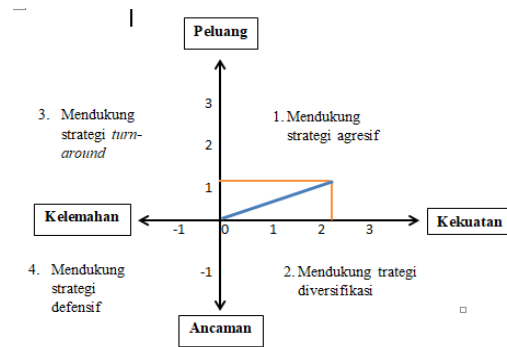 Peluang
3. Mendukung
strategi turn-
around
1. Mendukung
strategi agresif
3
2
1
Kelemahan
-1
0
1
2
3
Kekuatan
4. Mendukung
strategi
defensif
-1
2. Mendukung trategi
diversifikasi
Ancaman